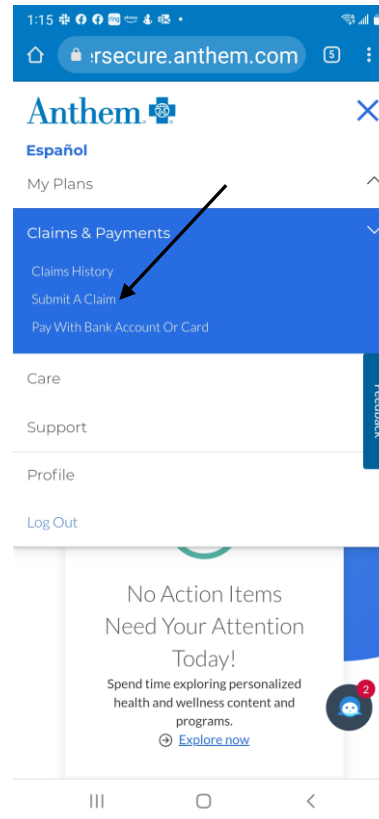 1:15
ersecure.anthem.com
5
Anthem
Español
My Plans
Claims & Payments
Claims History
Submit A Claim
Pay With Bank Account Or Card
Care
Feedback
Support
Profile
Log Out
No Action Items
Need Your Attention
Today!
Spend time exploring personalized
health and wellness content and
programs.
2
Explore now